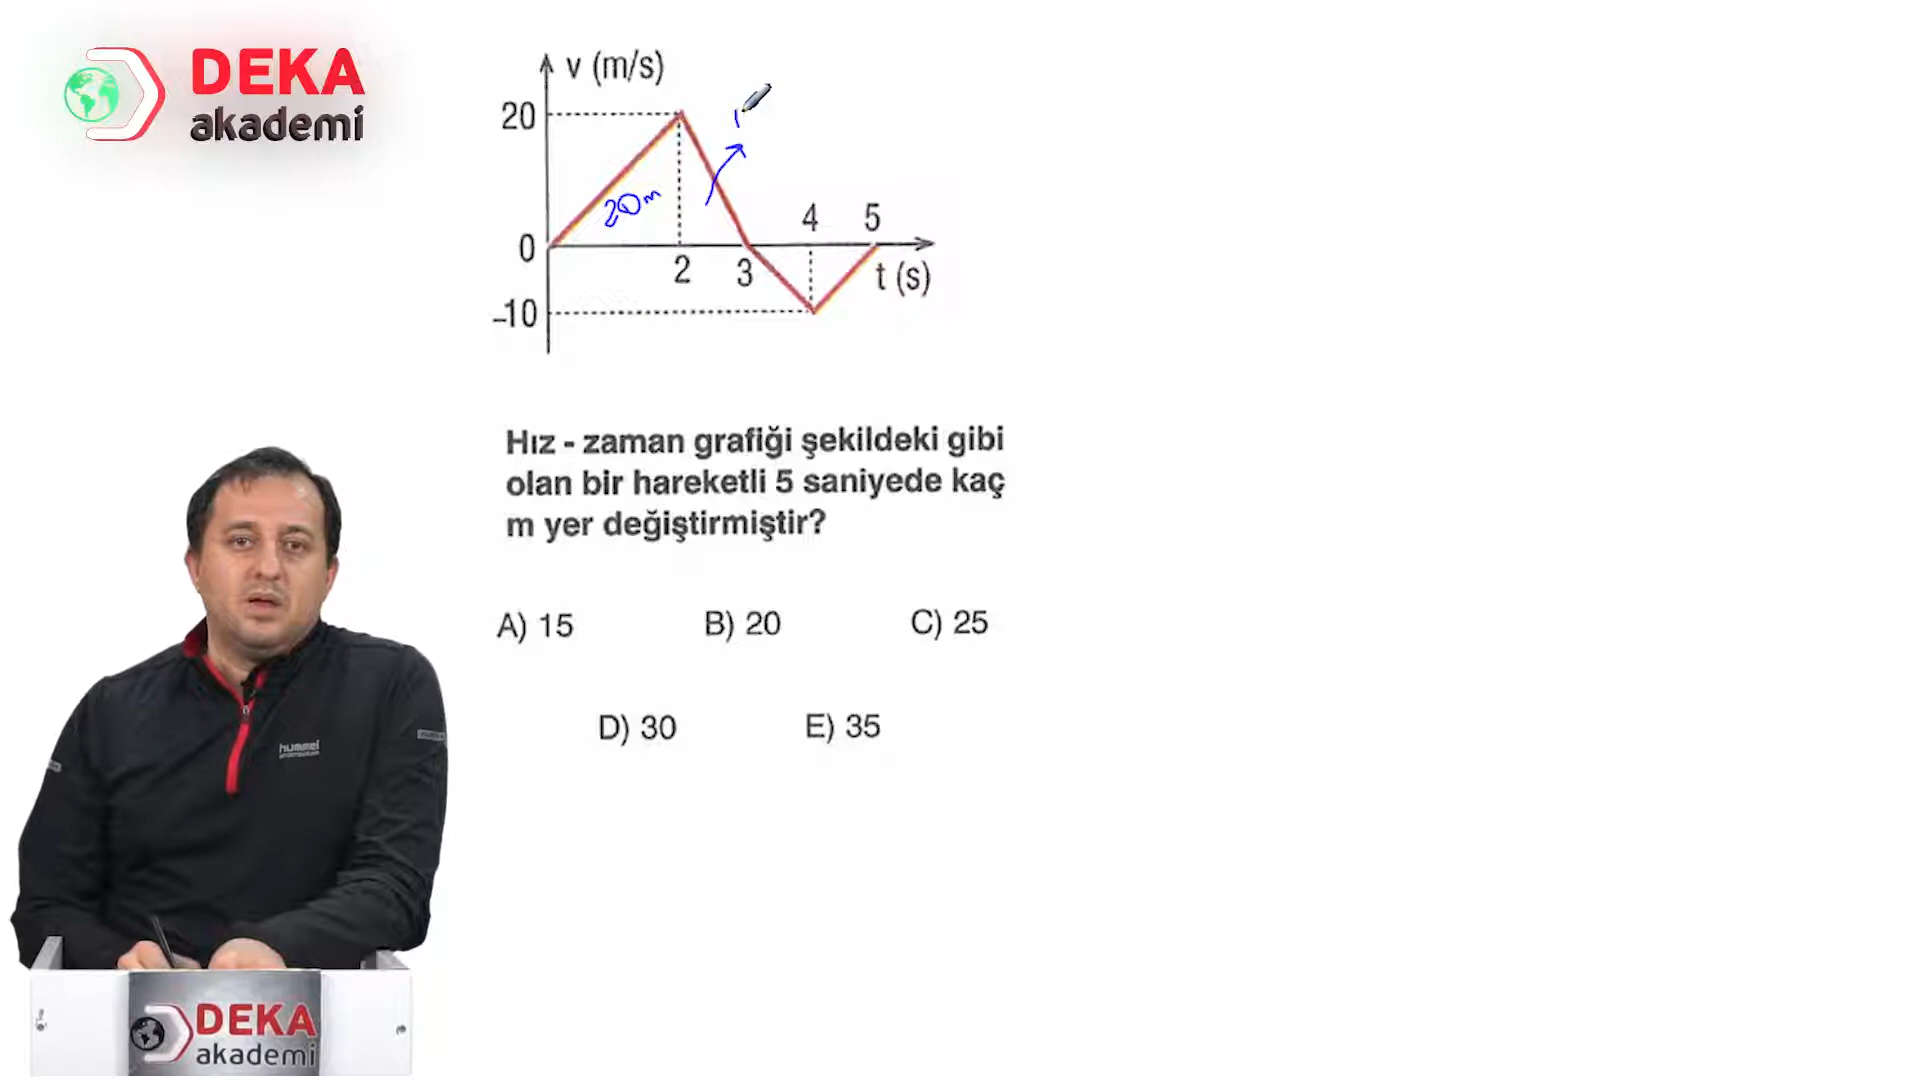 DEKA
akademi
v (m/s)
20
20m
4 5
0
2 3 t (s)
–10
Hız - zaman grafiği şekildeki gibi
olan bir hareketli 5 saniyede kaç
m yer değiştirmiştir?
A) 15 B) 20 C) 25
D) 30 E) 35
hummel
DEKA
akademi